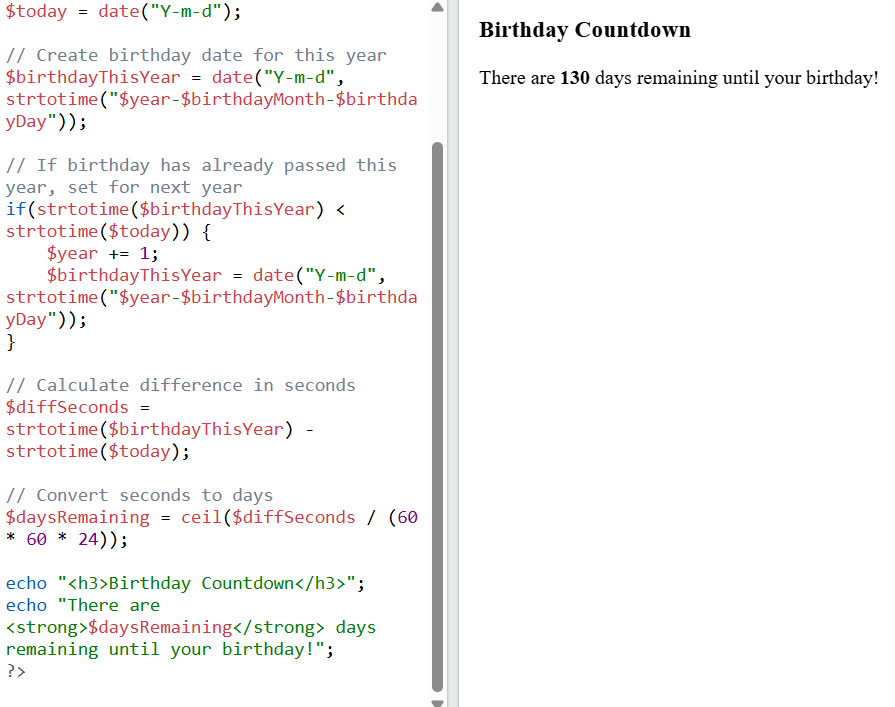 $today = date("Y-m-d");
// Create birthday date for this year
$birthdayThisYear = date("Y-m-d",
strtotime("$year-$birthdayMonth-$birthda
yDay"));
// If birthday has already passed this
year, set for next year
if(strtotime($birthdayThisYear) <
strtotime($today)) {
    $year += 1;
    $birthdayThisYear = date("Y-m-d",
strtotime("$year-$birthdayMonth-$birthda
yDay"));
}
// Calculate difference in seconds
$diffSeconds =
strtotime($birthdayThisYear) -
strtotime($today);
// Convert seconds to days
$daysRemaining = ceil($diffSeconds / (60
* 60 * 24));
echo "<h3>Birthday Countdown</h3>";
echo "There are
<strong>$daysRemaining</strong> days
remaining until your birthday!";
?>
Birthday Countdown
There are 130 days remaining until your birthday!